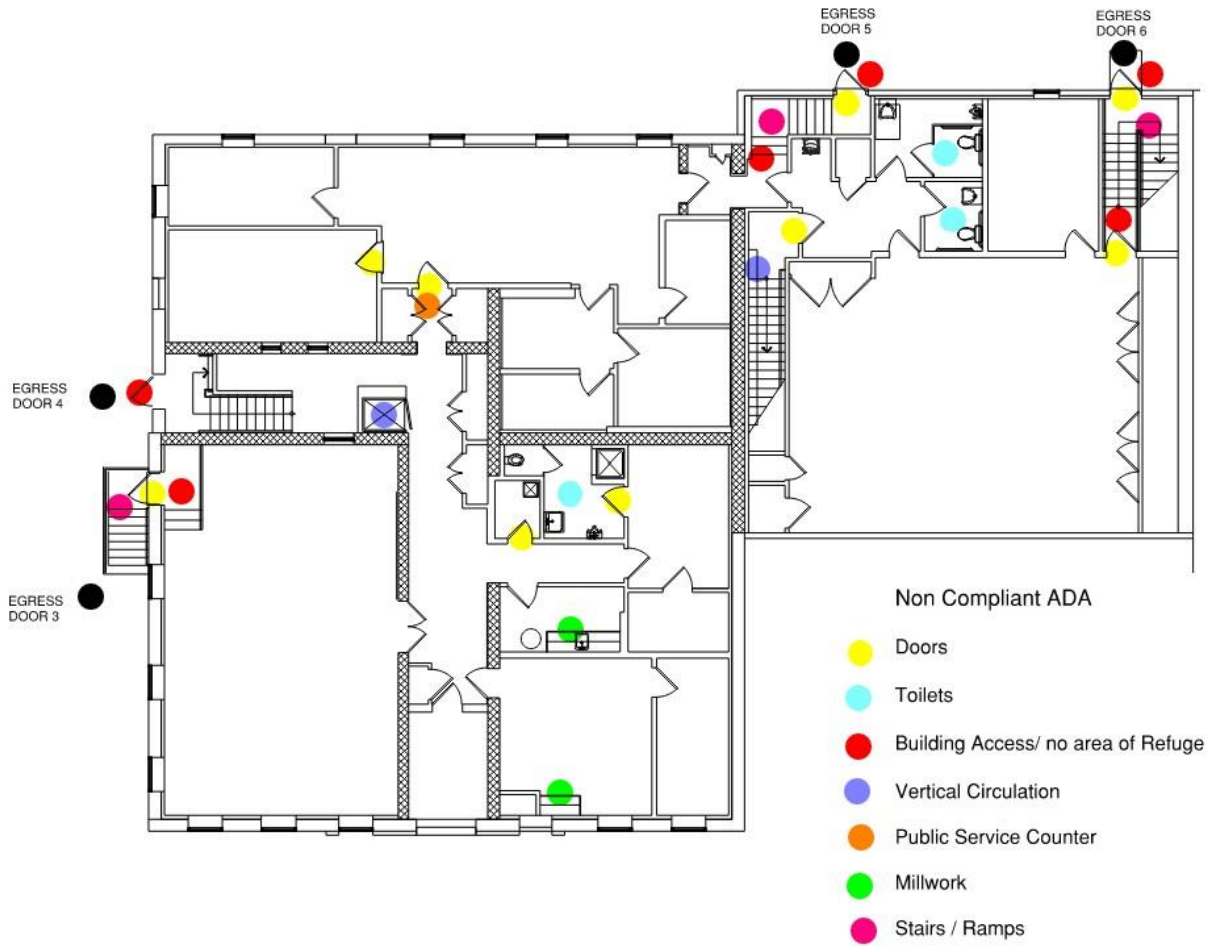 EGRESS
DOOR 5
EGRESS
DOOR 6
EGRESS
DOOR 4
EGRESS
DOOR 3
Non Compliant ADA
Doors
Toilets
Building Access/ no area of Refuge
Vertical Circulation
Public Service Counter
Millwork
Stairs / Ramps